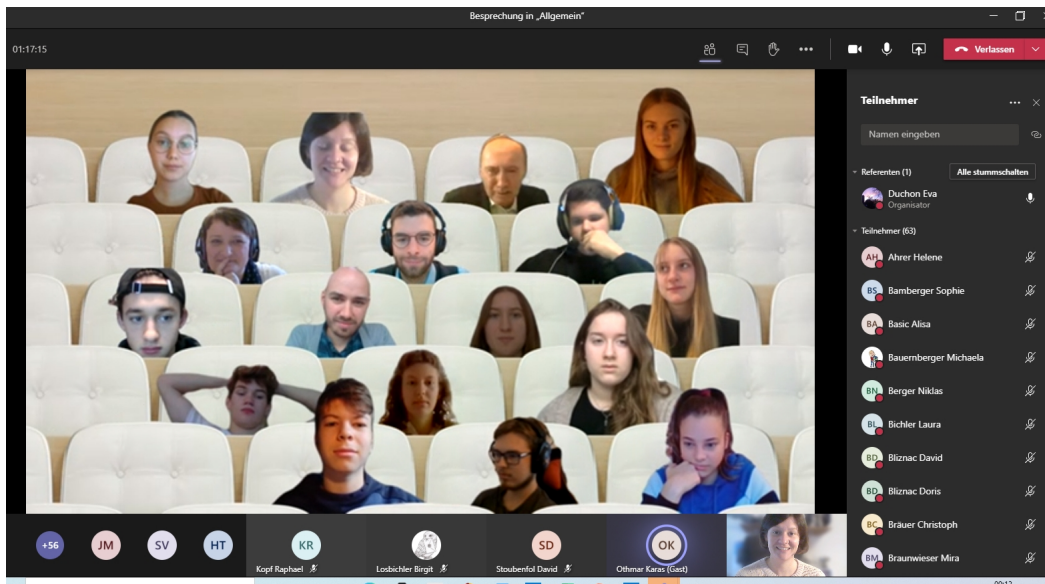 Besprechung in „Allgemein“
01:17:15
Verlassen
Teilnehmer
Namen eingeben
Referenten (1)
Alle stummschalten
Duchon Eva
Organisator
Teilnehmer (63)
AH Ahrer Helene
BS Bamberger Sophie
BA Basic Alisa
Bauernberger Michaela
BN Berger Niklas
BL Bichler Laura
BD Bliznac David
BD Bliznac Doris
BC Bräuer Christoph
BM Braunwieser Mira
+56
JM
SV
HT
KR
Kopf Raphael
Losbichler Birgit
SD
Stoubenfol David
OK
Othmar Karas (Gast)